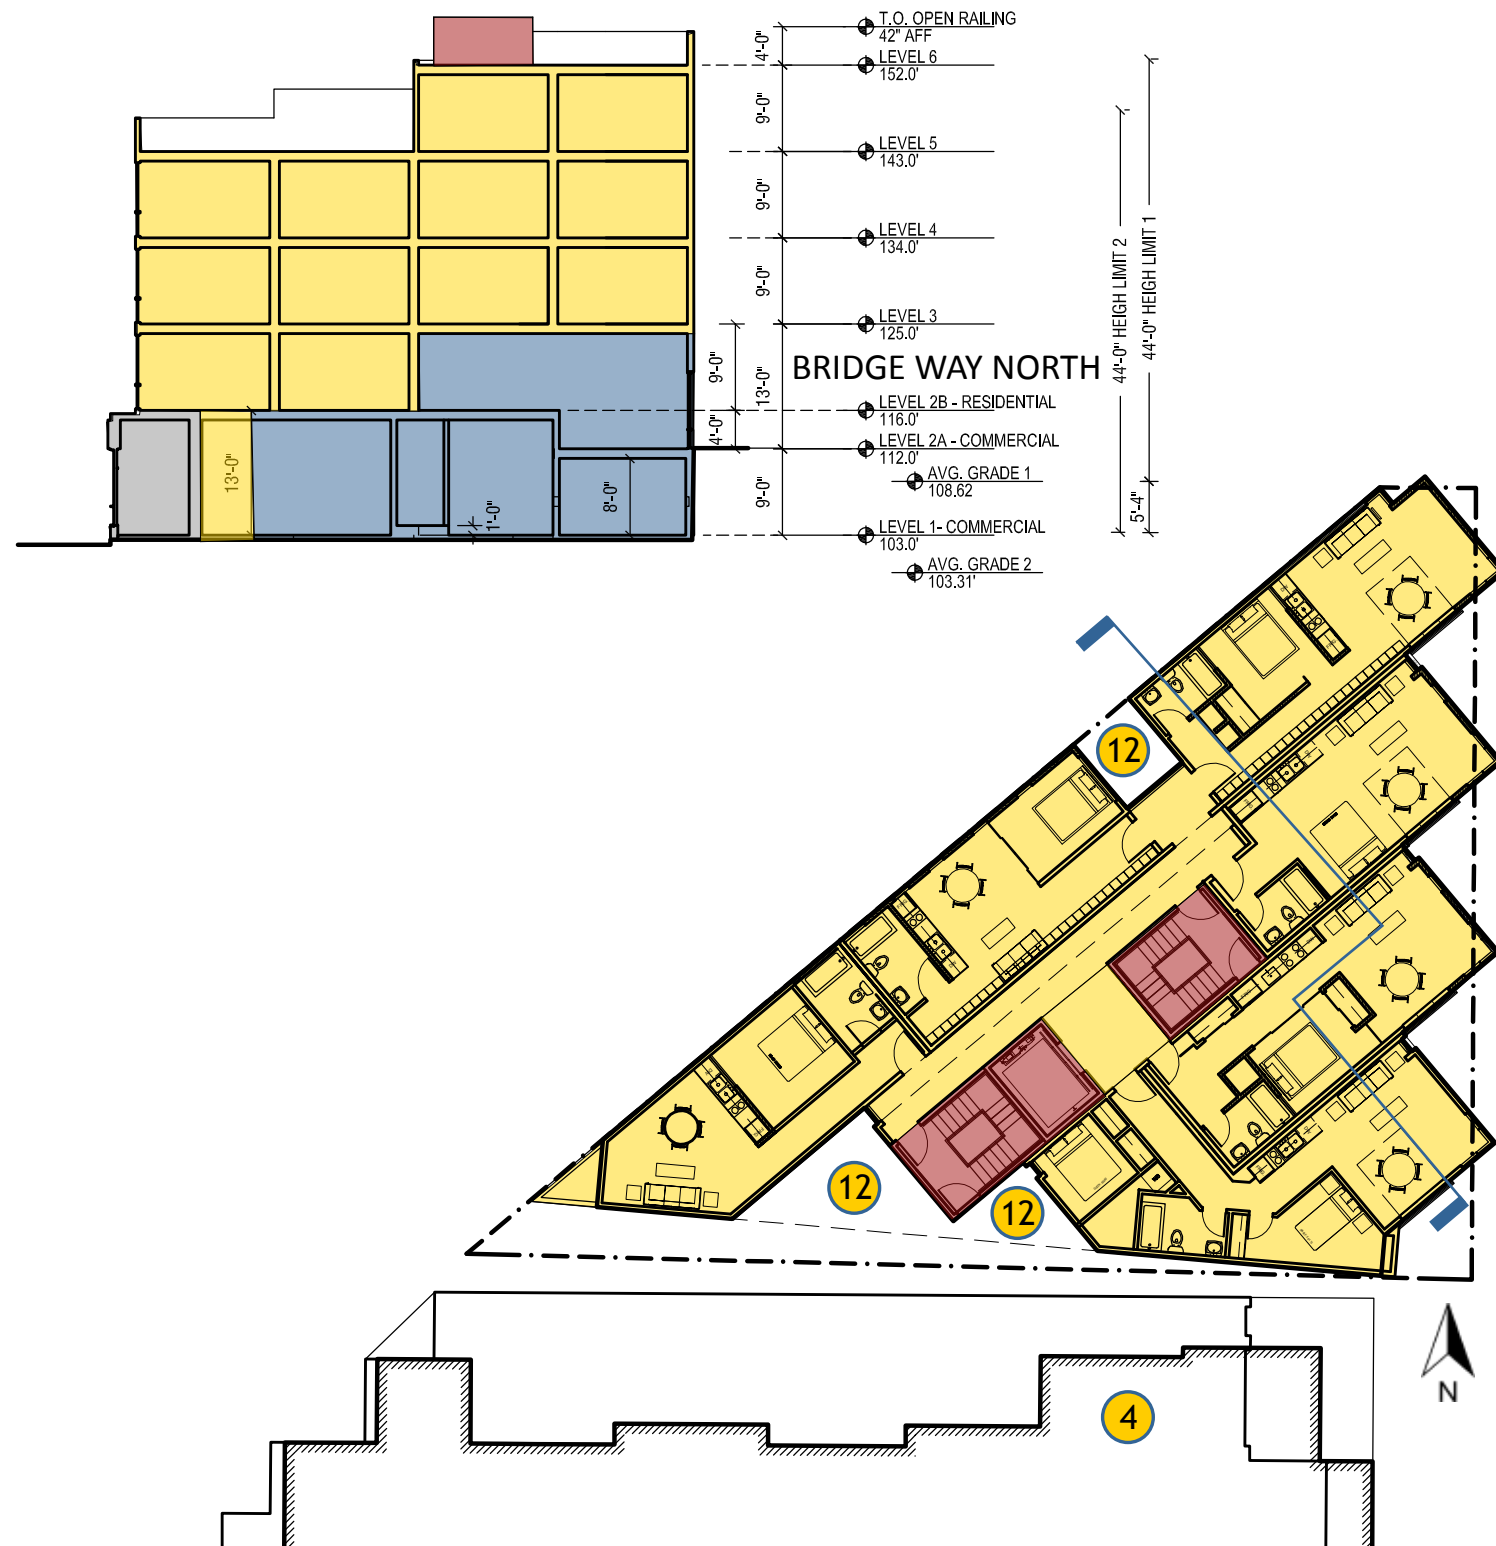 T.O. OPEN RAILING
42" AFF
4'-0"
LEVEL 6
152.0'
9'-0"
LEVEL 5
143.0'
9'-0"
LEVEL 4
134.0'
9'-0"
LEVEL 3
125.0'
44'-0" HEIGH LIMIT 2
44'-0" HEIGH LIMIT 1
BRIDGE WAY NORTH
9'-0"
13'-0"
LEVEL 2B - RESIDENTIAL
116.0'
4'-0"
LEVEL 2A - COMMERCIAL
112.0'
13'-0"
1'-0"
8'-0"
9'-0"
AVG. GRADE 1
108.62
5'-4"
LEVEL 1- COMMERCIAL
103.0'
AVG. GRADE 2
103.31'
12
12
12
N
4